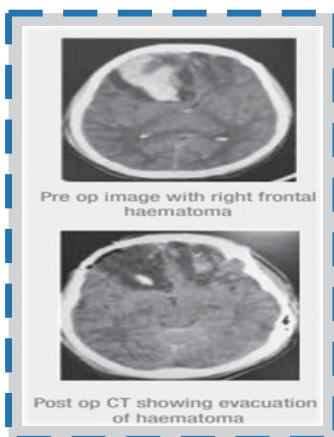 Pre op image with right frontal
haematoma
Post op CT showing evacuation
of haematoma